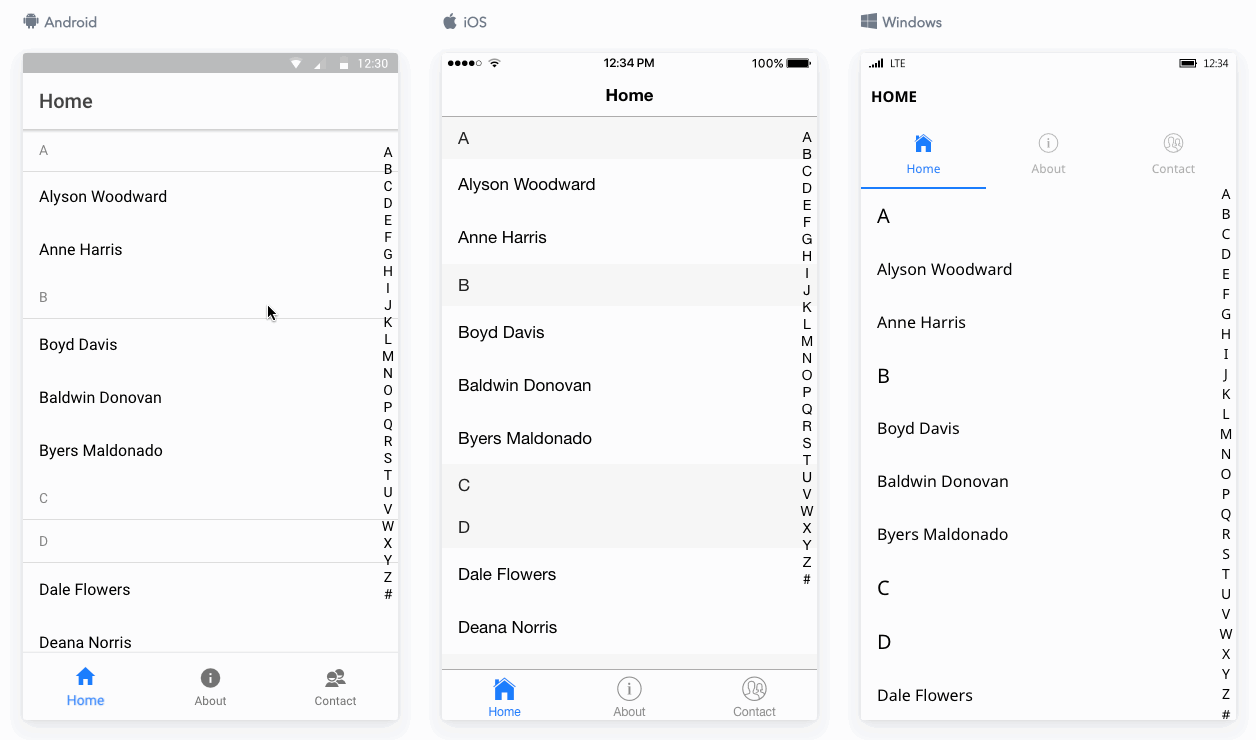 Android
12:30
Home
A
Alyson Woodward
Anne Harris
B
Boyd Davis
Baldwin Donovan
Byers Maldonado
C
D
Dale Flowers
Deana Norris
A
B
C
D
E
F
G
H
I
J
K
L
M
N
O
P
Q
R
S
T
U
V
W
X
Y
Z
#
Home About Contact
iOS
12:34 PM 100%
Home
A
Alyson Woodward
Anne Harris
B
Boyd Davis
Baldwin Donovan
Byers Maldonado
C
D
Dale Flowers
Deana Norris
A
B
C
D
E
F
G
H
I
J
K
L
M
N
O
P
Q
R
S
T
U
V
W
X
Y
Z
#
Home About Contact
Windows
LTE 12:34
HOME
Home About Contact
A
Alyson Woodward
Anne Harris
B
Boyd Davis
Baldwin Donovan
Byers Maldonado
C
D
Dale Flowers
A
B
C
D
E
F
G
H
I
J
K
L
M
N
O
P
Q
R
S
T
U
V
W
X
Y
Z
#